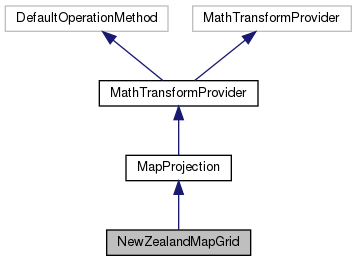 DefaultOperationMethod
MathTransformProvider
MathTransformProvider
MapProjection
NewZealandMapGrid